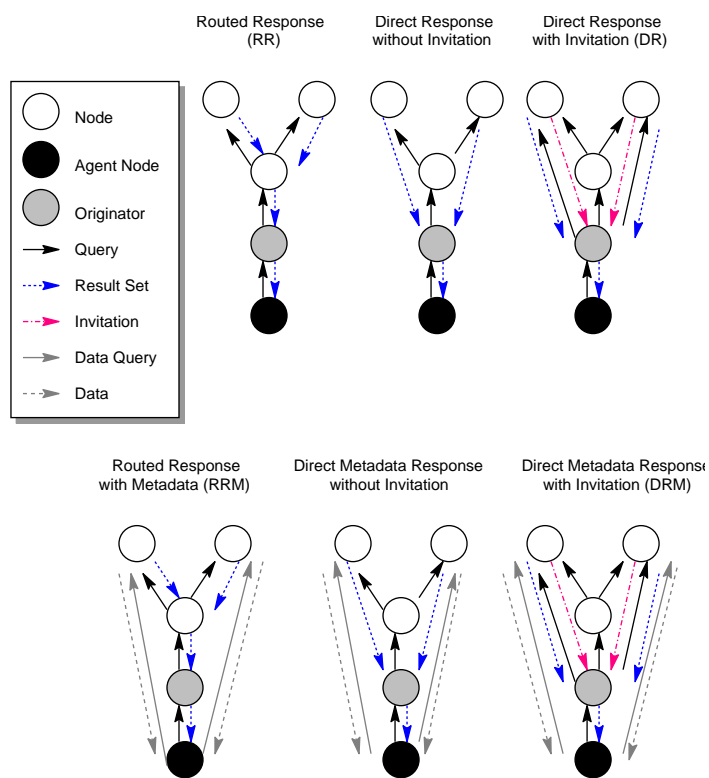 Routed Response
(RR)
Direct Response
without Invitation
Direct Response
with Invitation (DR)
Node
Agent Node
Originator
Query
Result Set
Invitation
Data Query
Data
Routed Response
with Metadata (RRM)
Direct Metadata Response
without Invitation
Direct Metadata Response
with Invitation (DRM)